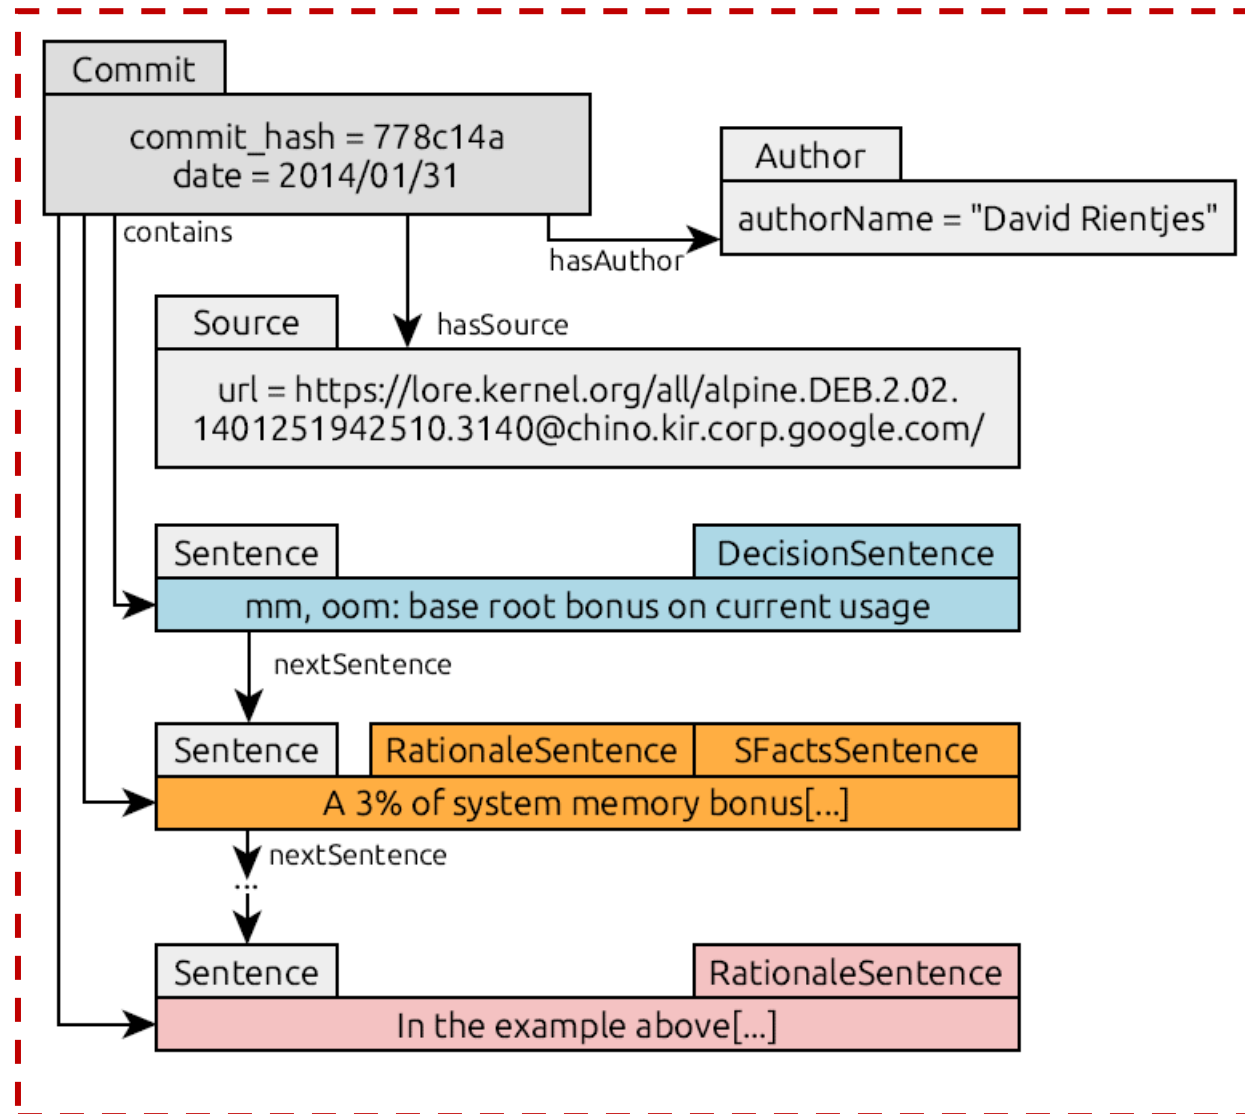 Commit
commit_hash = 778c14a
date = 2014/01/31
Author
authorName = "David Rientjes"
contains
hasAuthor
Source
hasSource
url = https://lore.kernel.org/all/alpine.DEB.2.02.
1401251942510.3140@chino.kir.corp.google.com/
Sentence
DecisionSentence
mm, oom: base root bonus on current usage
nextSentence
Sentence
RationaleSentence
SFactsSentence
A 3% of system memory bonus[...]
nextSentence
...
Sentence
RationaleSentence
In the example above[...]